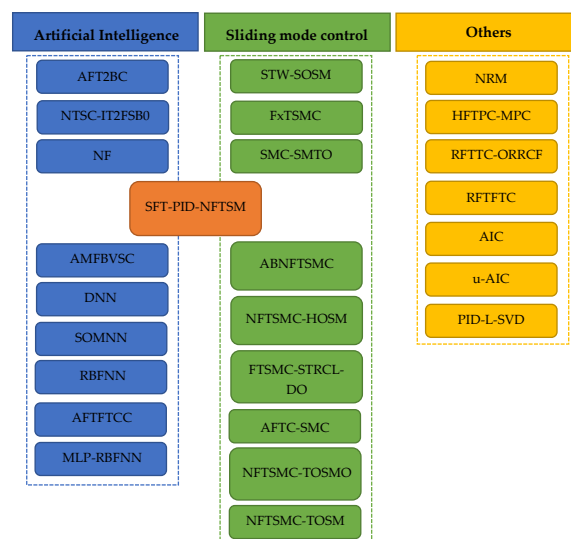 Artificial Intelligence
AFT2BC
NTSC-IT2FSB0
NF
SFT-PID-NFTSM
AMFBVSC
DNN
SOMNN
RBFNN
AFTFTCC
MLP-RBFNN
Sliding mode control
STW-SOSM
FxTSMC
SMC-SMTO
ABNFTSMC
NFTSMC-HOSM
FTSMC-STRCL-
DO
AFTC-SMC
NFTSMC-TOSMO
NFTSMC-TOSM
Others
NRM
HFTPC-MPC
RFTTC-ORRCF
RFTFTC
AIC
u-AIC
PID-L-SVD